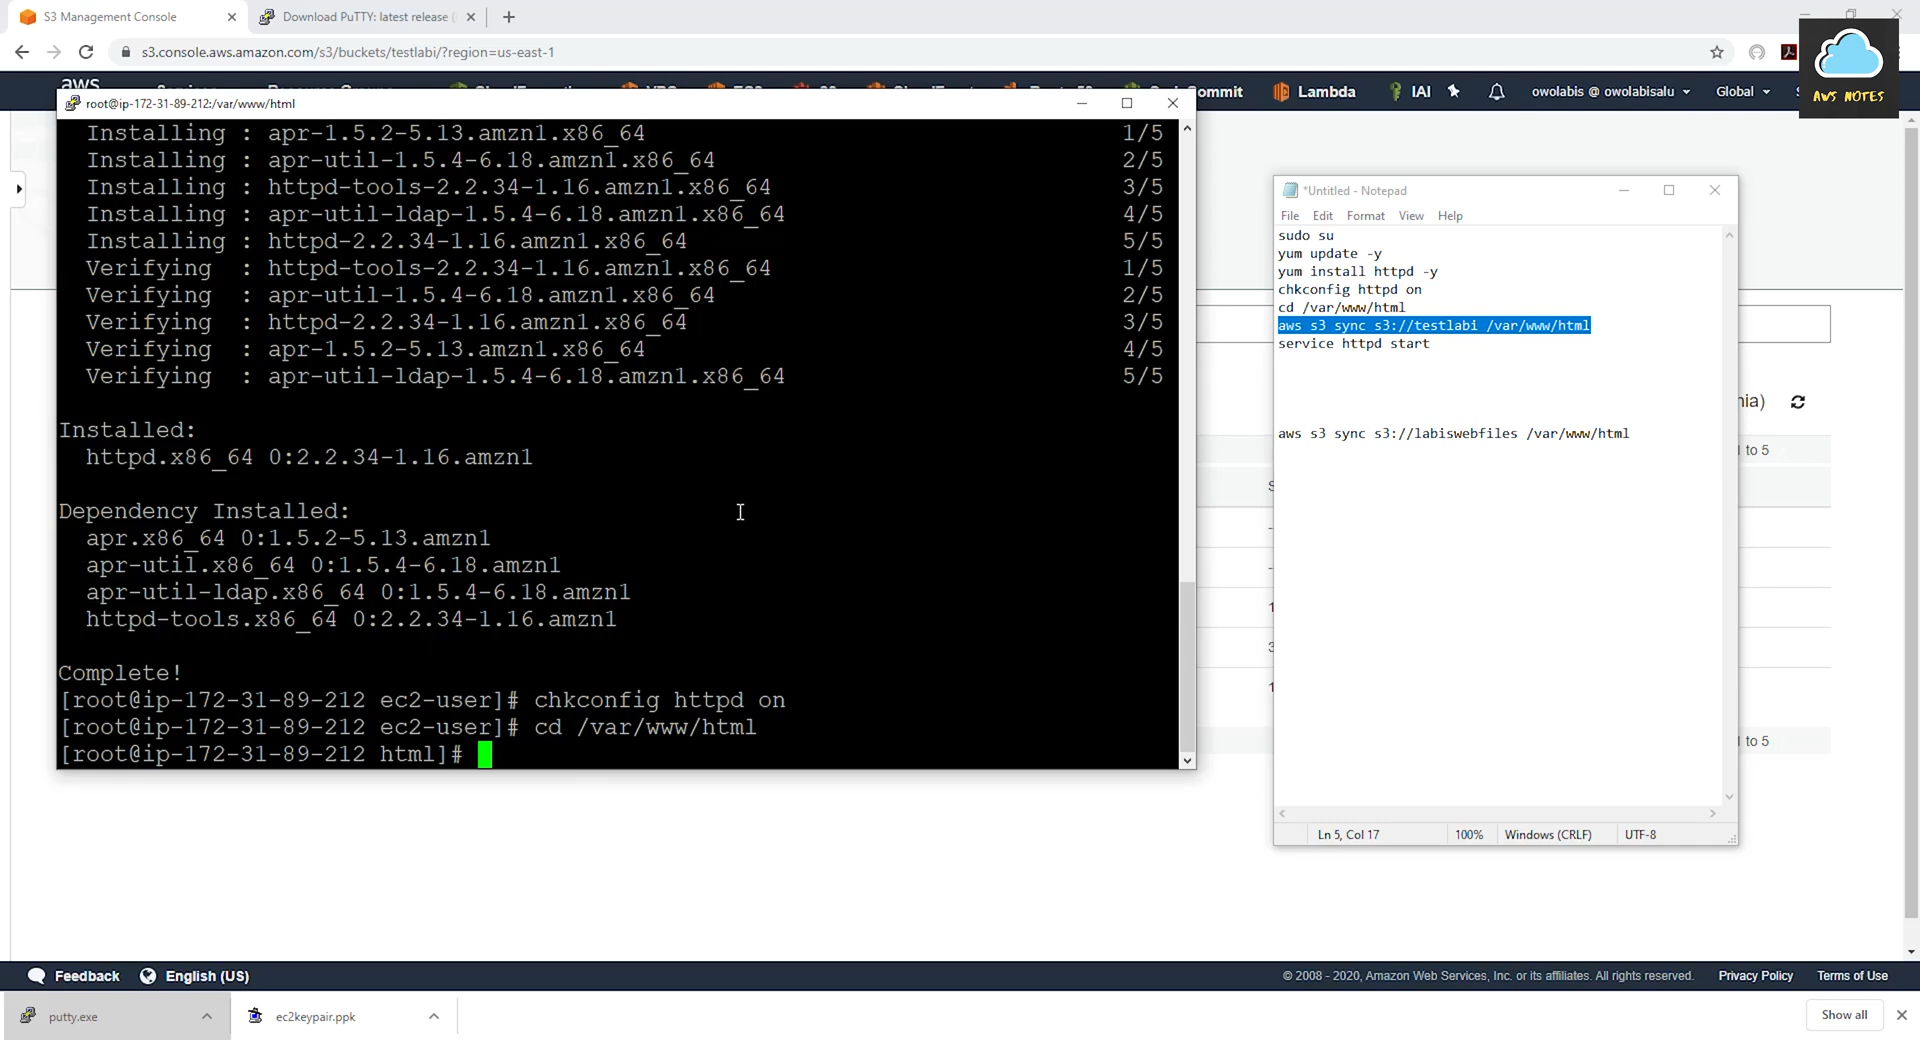 S3 Management Console
Download PuTTY: latest release (
s3.console.aws.amazon.com/s3/buckets/testlabi/?region=us-east-1
aws
Commit
Lambda
IAI
owolabis @ owolabisalu
Global
AWS NOTES
root@ip-172-31-89-212:/var/www/html
Installing : apr-1.5.2-5.13.amzn1.x86_64 1/5
Installing : apr-util-1.5.4-6.18.amzn1.x86_64 2/5
Installing : httpd-tools-2.2.34-1.16.amzn1.x86_64 3/5
Installing : apr-util-ldap-1.5.4-6.18.amzn1.x86_64 4/5
Installing : httpd-2.2.34-1.16.amzn1.x86_64 5/5
Verifying : httpd-tools-2.2.34-1.16.amzn1.x86_64 1/5
Verifying : apr-util-1.5.4-6.18.amzn1.x86_64 2/5
Verifying : httpd-2.2.34-1.16.amzn1.x86_64 3/5
Verifying : apr-1.5.2-5.13.amzn1.x86_64 4/5
Verifying : apr-util-ldap-1.5.4-6.18.amzn1.x86_64 5/5
Installed:
httpd.x86_64 0:2.2.34-1.16.amzn1
Dependency Installed:
apr.x86_64 0:1.5.2-5.13.amzn1
apr-util.x86_64 0:1.5.4-6.18.amzn1
apr-util-ldap.x86_64 0:1.5.4-6.18.amzn1
httpd-tools.x86_64 0:2.2.34-1.16.amzn1
Complete!
[root@ip-172-31-89-212 ec2-user]# chkconfig httpd on
[root@ip-172-31-89-212 ec2-user]# cd /var/www/html
[root@ip-172-31-89-212 html]#
*Untitled - Notepad
File Edit Format View Help
sudo su
yum update -y
yum install httpd -y
chkconfig httpd on
cd /var/www/html
aws s3 sync s3://testlabi /var/www/html
service httpd start
aws s3 sync s3://labiswebfiles /var/www/html
Ln 5, Col 17 100% Windows (CRLF) UTF-8
nia)
to 5
to 5
Feedback English (US)
© 2008 - 2020, Amazon Web Services, Inc. or its affiliates. All rights reserved. Privacy Policy Terms of Use
putty.exe
ec2keypair.ppk
Show all